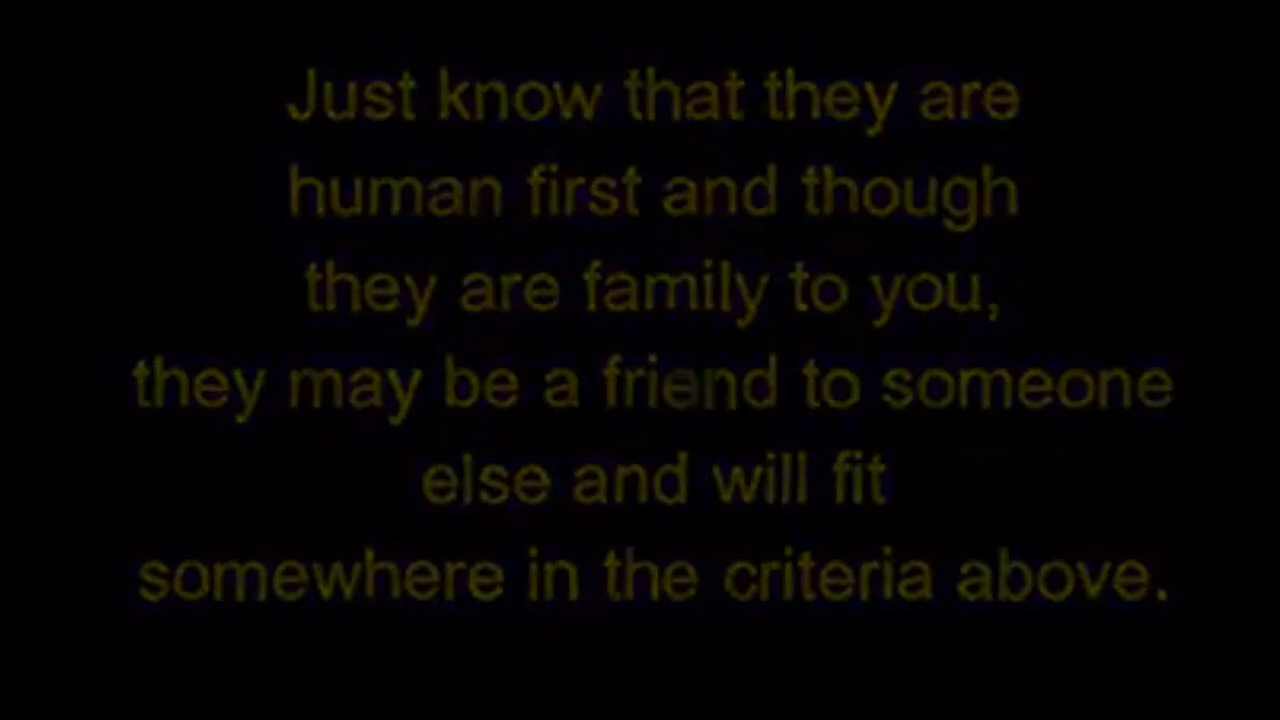 Just know that they are
human first and though
they are family to you,
they may be a friend to someone
else and will fit
somewhere in the criteria above.